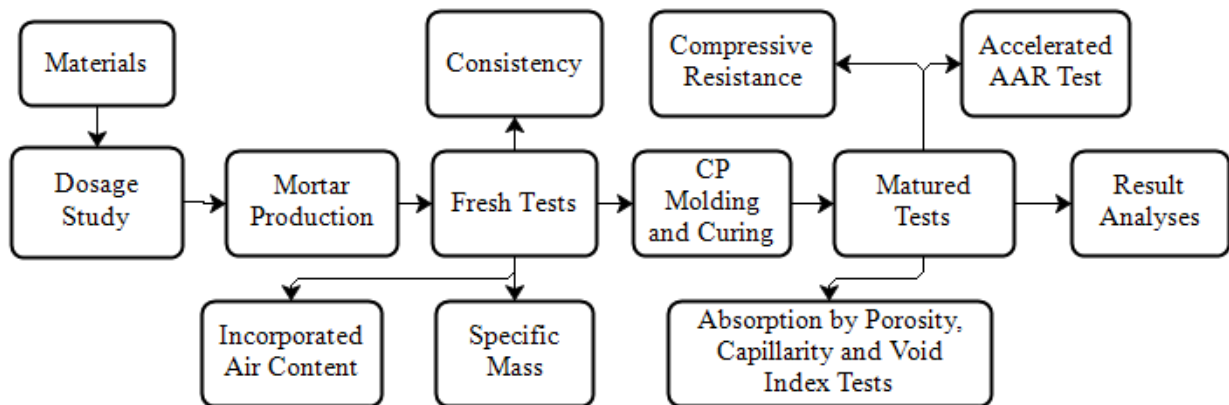 Materials
Consistency
Compressive
Resistance
Accelerated
AAR Test
Dosage
Study
Mortar
Production
Fresh Tests
CP
Molding
and Curing
Matured
Tests
Result
Analyses
Incorporated
Air Content
Specific
Mass
Absorption by Porosity,
Capillarity and Void
Index Tests